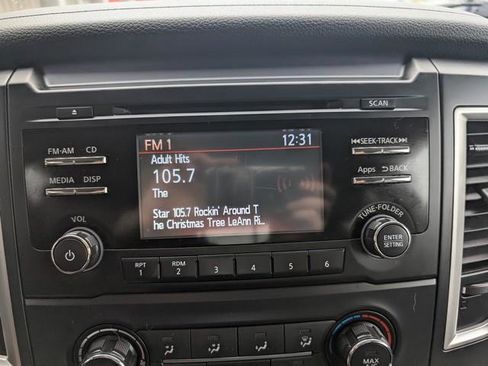 SCAN
FM 1 12:31
Adult Hits
105.7
The
Star 105.7 Rockin' Around T
he Christmas Tree LeAnn Ri...
FM-AM CD
MEDIA DISP
VOL
SEEK·TRACK
Apps BACK
TUNE·FOLDER
ENTER
SETTING
RPT
1
RDM
2
3 4 5 6
MAX
A/C